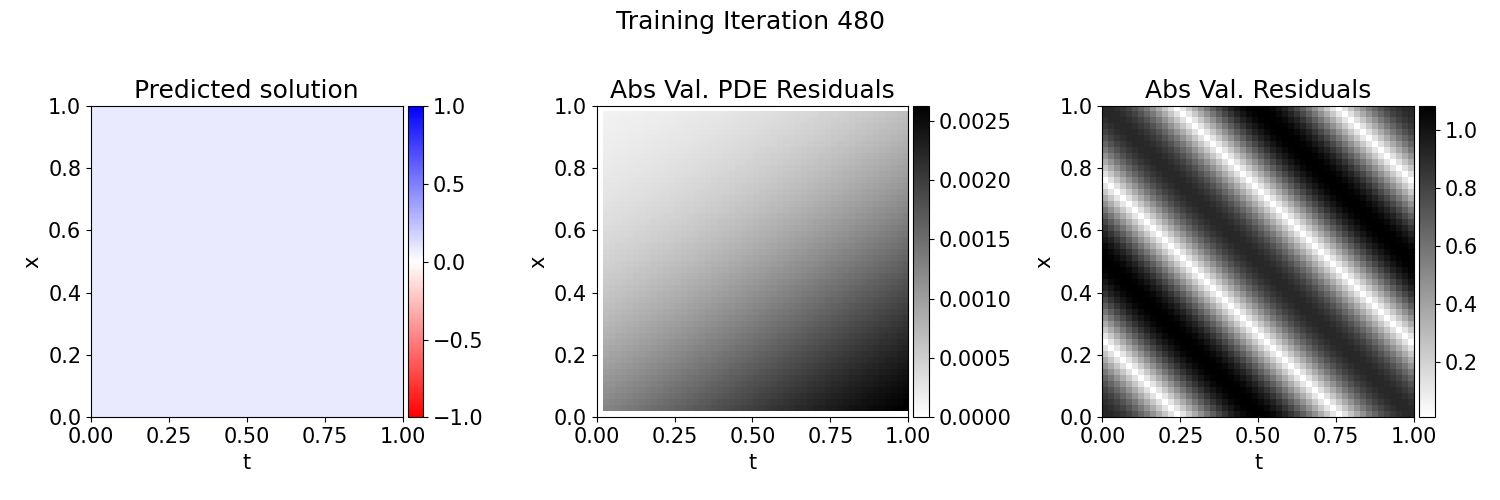 Training Iteration 480
Predicted solution
1.0
0.8
0.6
0.4
0.2
0.0
x
0.00 0.25 0.50 0.75 1.00
t
1.0
0.5
0.0
−0.5
−1.0
Abs Val. PDE Residuals
1.0
0.8
0.6
0.4
0.2
0.0
x
0.00 0.25 0.50 0.75 1.00
t
0.0025
0.0020
0.0015
0.0010
0.0005
0.0000
Abs Val. Residuals
1.0
0.8
0.6
0.4
0.2
0.0
x
0.00 0.25 0.50 0.75 1.00
t
1.0
0.8
0.6
0.4
0.2